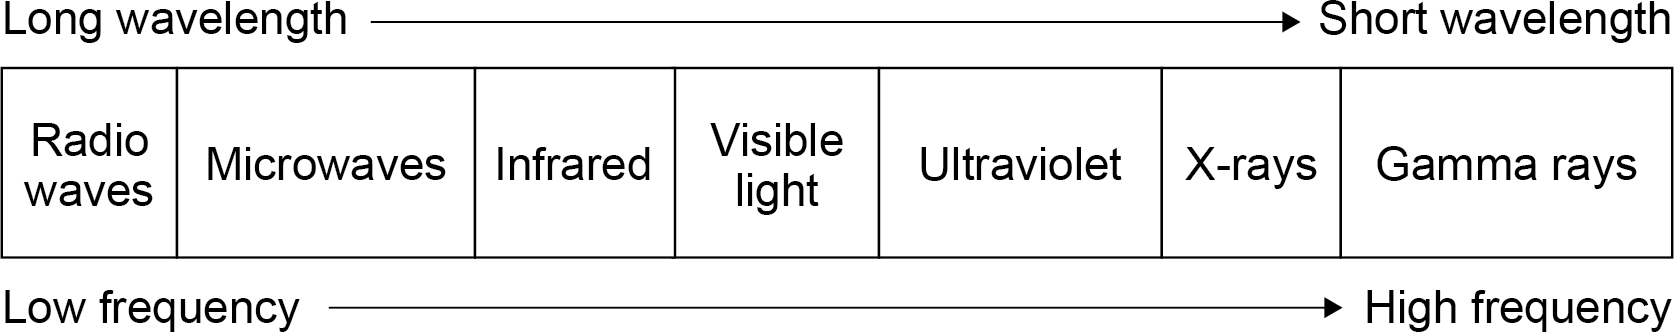 Long wavelength Short wavelength
Radio waves Microwaves Infrared Visible light Ultraviolet X-rays Gamma rays
Low frequency High frequency